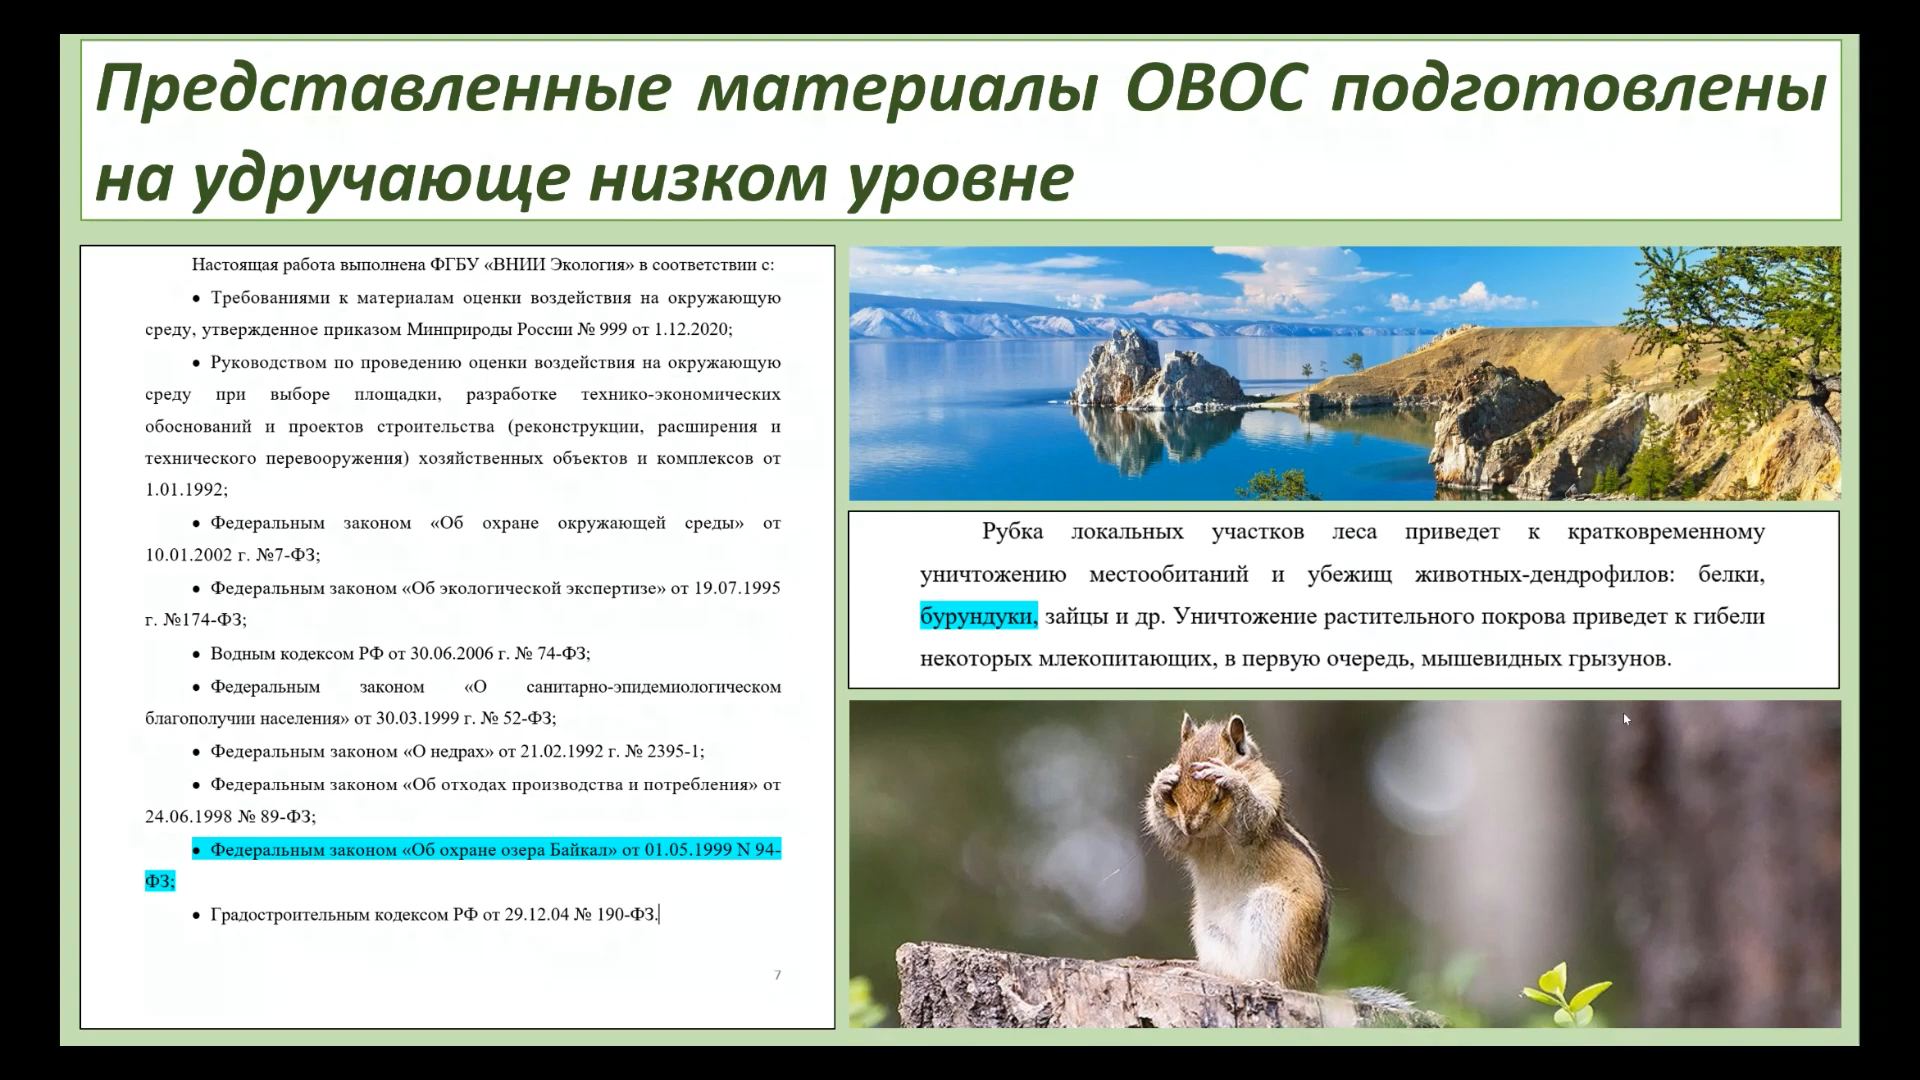 Представленные материалы ОВОС подготовлены
на удручающе низком уровне
Настоящая работа выполнена ФГБУ «ВНИИ Экология» в соответствии с:
• Требованиями к материалам оценки воздействия на окружающую
среду, утвержденное приказом Минприроды России № 999 от 1.12.2020;
• Руководством по проведению оценки воздействия на окружающую
среду при выборе площадки, разработке технико-экономических
обоснований и проектов строительства (реконструкции, расширения и
технического перевооружения) хозяйственных объектов и комплексов от
1.01.1992;
• Федеральным законом «Об охране окружающей среды» от
10.01.2002 г. №7-ФЗ;
• Федеральным законом «Об экологической экспертизе» от 19.07.1995
г. №174-ФЗ;
• Водным кодексом РФ от 30.06.2006 г. № 74-ФЗ;
• Федеральным законом «О санитарно-эпидемиологическом
благополучии населения» от 30.03.1999 г. № 52-ФЗ;
• Федеральным законом «О недрах» от 21.02.1992 г. № 2395-1;
• Федеральным законом «Об отходах производства и потребления» от
24.06.1998 № 89-ФЗ;
• Федеральным законом «Об охране озера Байкал» от 01.05.1999 N 94-
ФЗ;
• Градостроительным кодексом РФ от 29.12.04 № 190-ФЗ.
7
Рубка локальных участков леса приведет к кратковременному
уничтожению местообитаний и убежищ животных-дендрофилов: белки,
бурундуки, зайцы и др. Уничтожение растительного покрова приведет к гибели
некоторых млекопитающих, в первую очередь, мышевидных грызунов.